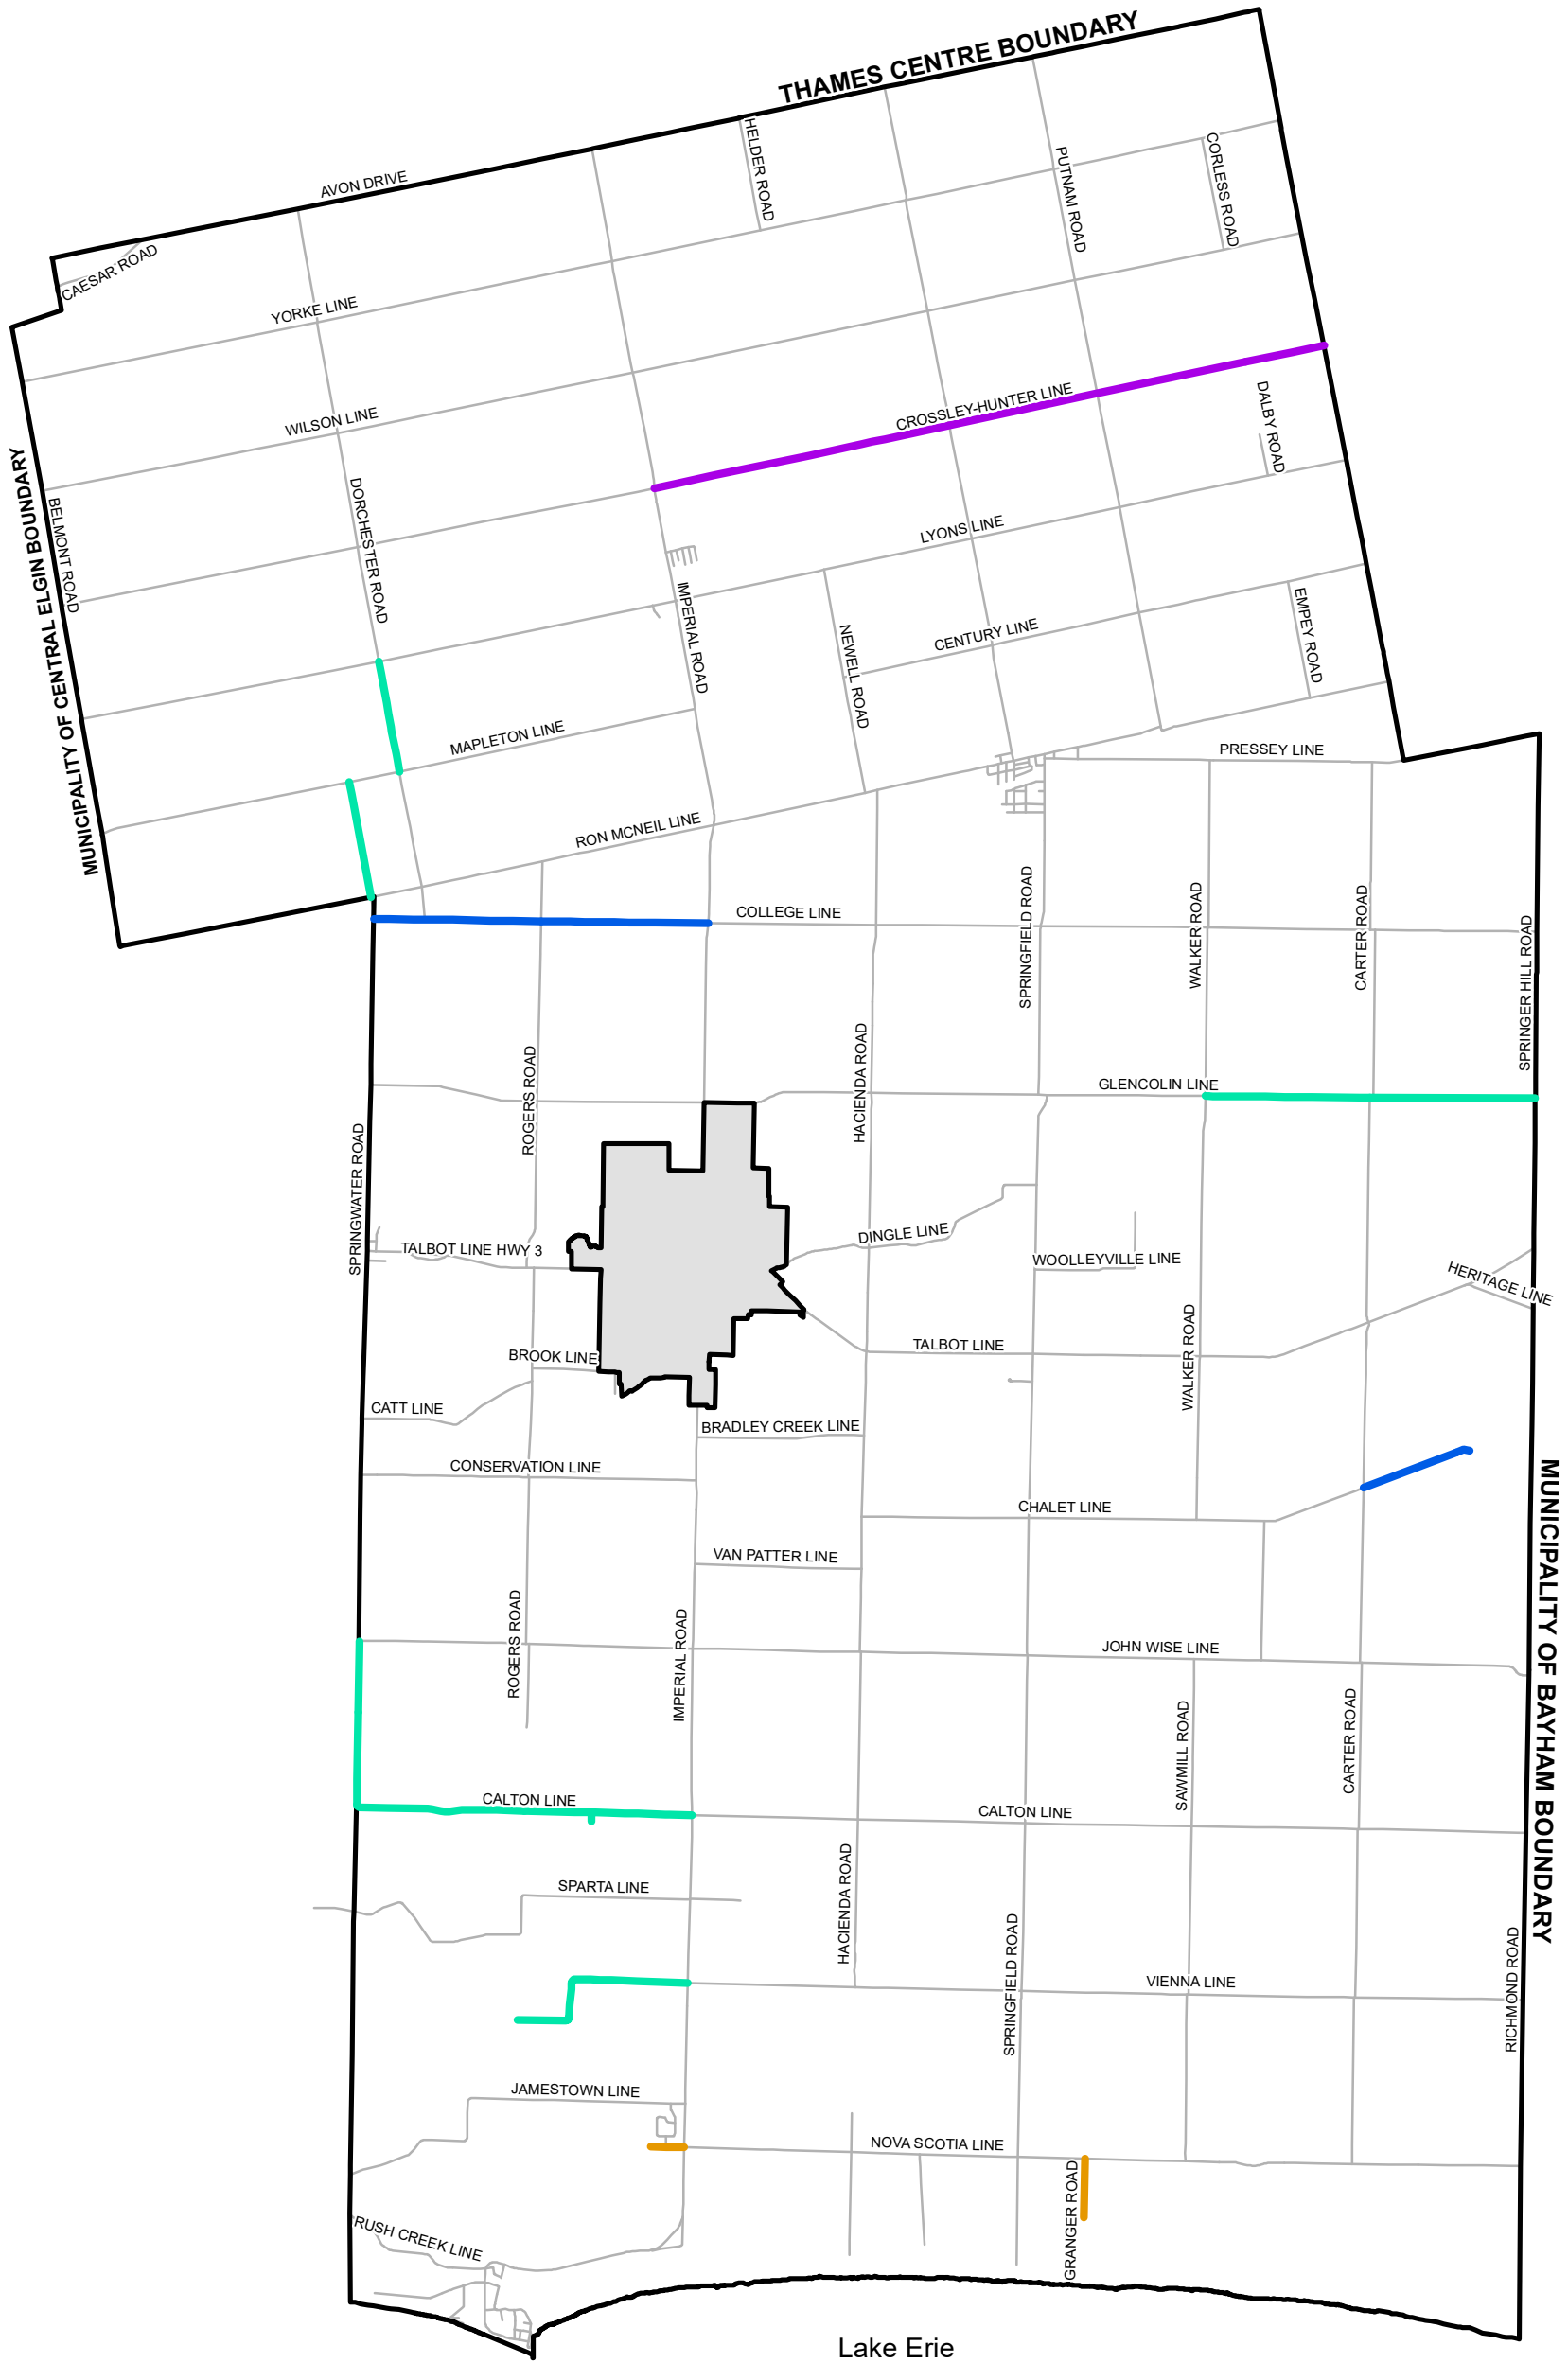 THAMES CENTRE BOUNDARY
HELDER ROAD
CORLESS ROAD
PUTNAM ROAD
AVON DRIVE
CAESAR ROAD
YORKE LINE
CROSSLEY-HUNTER LINE
DALBY ROAD
WILSON LINE
MUNICIPALITY OF CENTRAL ELGIN BOUNDARY
BELMONT ROAD
DORCHESTER ROAD
LYONS LINE
IMPERIAL ROAD
NEWELL ROAD
CENTURY LINE
EMPEY ROAD
MAPLETON LINE
PRESSEY LINE
RON MCNEIL LINE
COLLEGE LINE
SPRINGFIELD ROAD
WALKER ROAD
CARTER ROAD
SPRINGER HILL ROAD
ROGERS ROAD
HACIENDA ROAD
GLENCOLIN LINE
SPRINGWATER ROAD
TALBOT LINE HWY 3
DINGLE LINE
WOOLLEYVILLE LINE
HERITAGE LINE
BROOK LINE
TALBOT LINE
WALKER ROAD
CATT LINE
BRADLEY CREEK LINE
CONSERVATION LINE
CHALET LINE
VAN PATTER LINE
MUNICIPALITY OF BAYHAM BOUNDARY
ROGERS ROAD
IMPERIAL ROAD
JOHN WISE LINE
SAWMILL ROAD
CARTER ROAD
CALTON LINE
CALTON LINE
SPARTA LINE
HACIENDA ROAD
SPRINGFIELD ROAD
VIENNA LINE
RICHMOND ROAD
JAMESTOWN LINE
NOVA SCOTIA LINE
GRANGER ROAD
RUSH CREEK LINE
Lake Erie